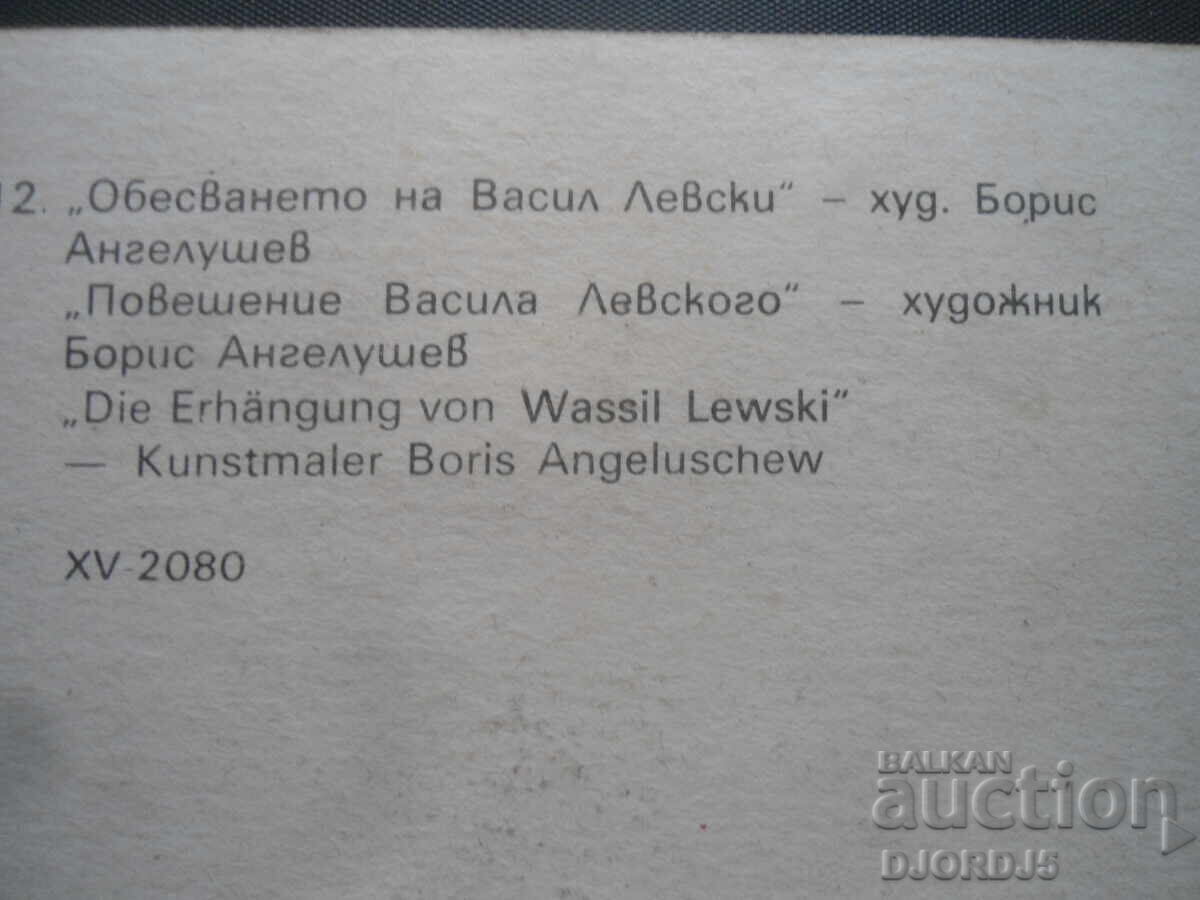 12. „Обесването на Васил Левски“ – худ. Борис
Ангелушев
„Повешение Васила Левского“ – художник
Борис Ангелушев
„Die Erhängung von Wassil Lewski“
— Kunstmaler Boris Angeluschew
XV-2080
BALKAN
auction
DJORDJ5